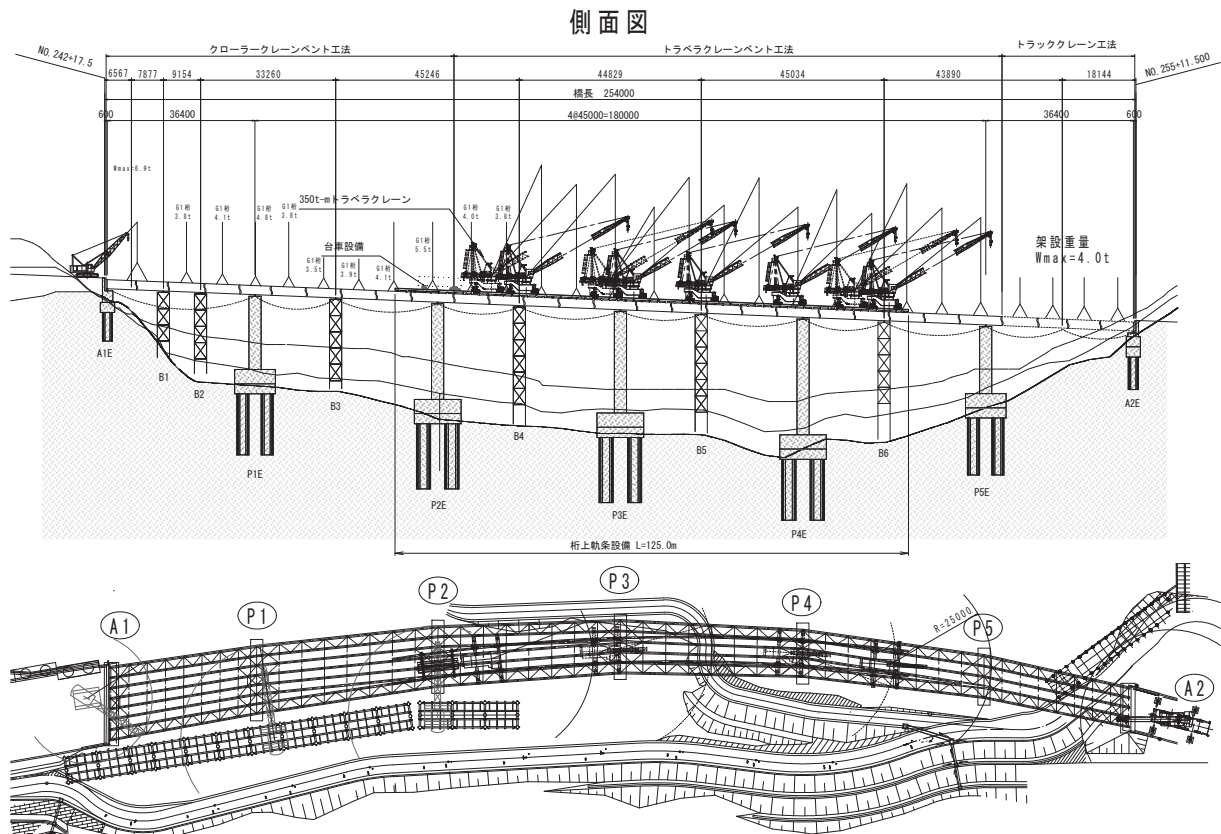 側面図
クローラークレーンベント工法
トラベラクレーンベント工法
トラッククレーン工法
NO.242+17.5
NO.255+11.500
6567 7877 9154 33260 45246 44829 45034 43890 18144
橋長 254000
600 36400 4@45000=180000 36400 600
Wmax=6.9t
G1桁
3.8t
G1桁
4.1t
G1桁
4.8t
G1桁
3.8t
350t-mトラベラクレーン
G1桁
4.0t
G1桁
3.8t
台車設備
G1桁
5.5t
G1桁
3.5t
G1桁
3.9t
G1桁
4.1t
架設重量
Wmax=4.0t
A1E
B1
B2
P1E
B3
P2E
B4
P3E
B5
P4E
B6
P5E
A2E
桁上軌条設備 L=125.0m
A1
P1
P2
P3
P4
P5
A2
R=25000